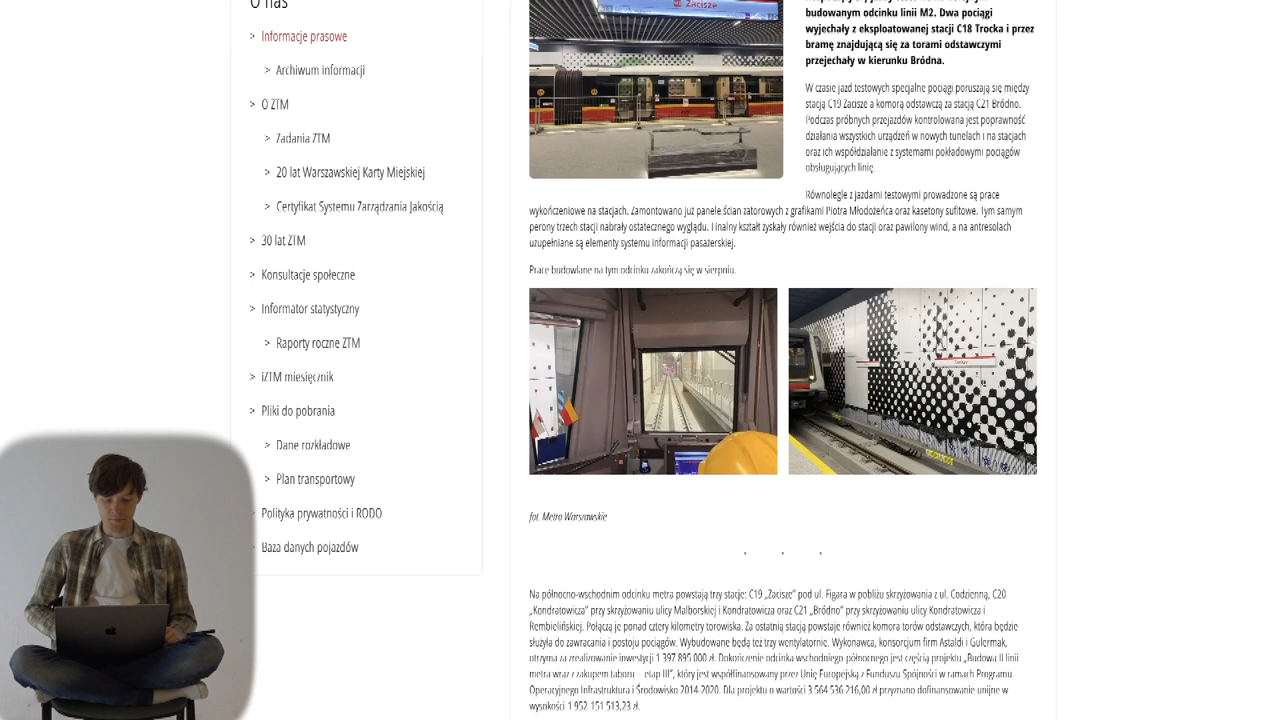 O nas
> Informacje prasowe
> Archiwum informacji
> O ZTM
> Zadania ZTM
> 20 lat Warszawskiej Karty Miejskiej
> Certyfikat Systemu Zarządzania Jakością
> 30 lat ZTM
> Konsultacje społeczne
> Informator statystyczny
> Raporty roczne ZTM
> iZTM miesięcznik
> Pliki do pobrania
> Dane rozkładowe
> Plan transportowy
Polityka prywatności i RODO
Baza danych pojazdów
Zacisze
budowanym odcinku linii M2. Dwa pociągi
wyjechały z eksploatowanej stacji C18 Trocka i przez
bramę znajdującą się za torami odstawczymi
przejechały w kierunku Bródna.
W czasie jazd testowych specjalne pociągi poruszają się między
stacją C19 Zacisze a komorą odstawczą za stacją C21 Bródno.
Podczas próbnych przejazdów kontrolowana jest poprawność
działania wszystkich urządzeń w nowych tunelach i na stacjach
oraz ich współdziałanie z systemami pokładowymi pociągów
obsługujących linię.
Równolegle z jazdami testowymi prowadzone są prace
wykończeniowe na stacjach. Zamontowano już panele ścian zatorowych z grafikami Piotra Młodożeńca oraz kasetony sufitowe. Tym samym
perony trzech stacji nabrały ostatecznego wyglądu. Finalny kształt zyskały również wejścia do stacji oraz pawilony wind, a na antresolach
uzupełniane są elementy systemu informacji pasażerskiej.
Prace budowlane na tym odcinku zakończą się w sierpniu.
fot. Metro Warszawskie
. . .
Na północno-wschodnim odcinku metra powstają trzy stacje: C19 „Zacisze” pod ul. Figara w pobliżu skrzyżowania z ul. Codzienną, C20
„Kondratowicza” przy skrzyżowaniu ulicy Malborskiej i Kondratowicza oraz C21 „Bródno” przy skrzyżowaniu ulicy Kondratowicza i
Rembielińskiej. Połączą je ponad cztery kilometry torowiska. Za ostatnią stacją powstaje również komora torów odstawczych, która będzie
służyła do zawracania i postoju pociągów. Wybudowane będą też trzy wentylatornie. Wykonawca, konsorcjum firm Astaldi i Gulermak,
otrzyma za zrealizowanie inwestycji 1 397 895 000 zł. Dokończenie odcinka wschodniego północnego jest częścią projektu „Budowa II linii
metra wraz z zakupem taboru – etap III”, który jest współfinansowany przez Unię Europejską z Funduszu Spójności w ramach Programu
Operacyjnego Infrastruktura i Środowisko 2014-2020. Dla projektu o wartości 3 564 536 216,00 zł przyznano dofinansowanie unijne w
wysokości 1 952 151 513,23 zł.